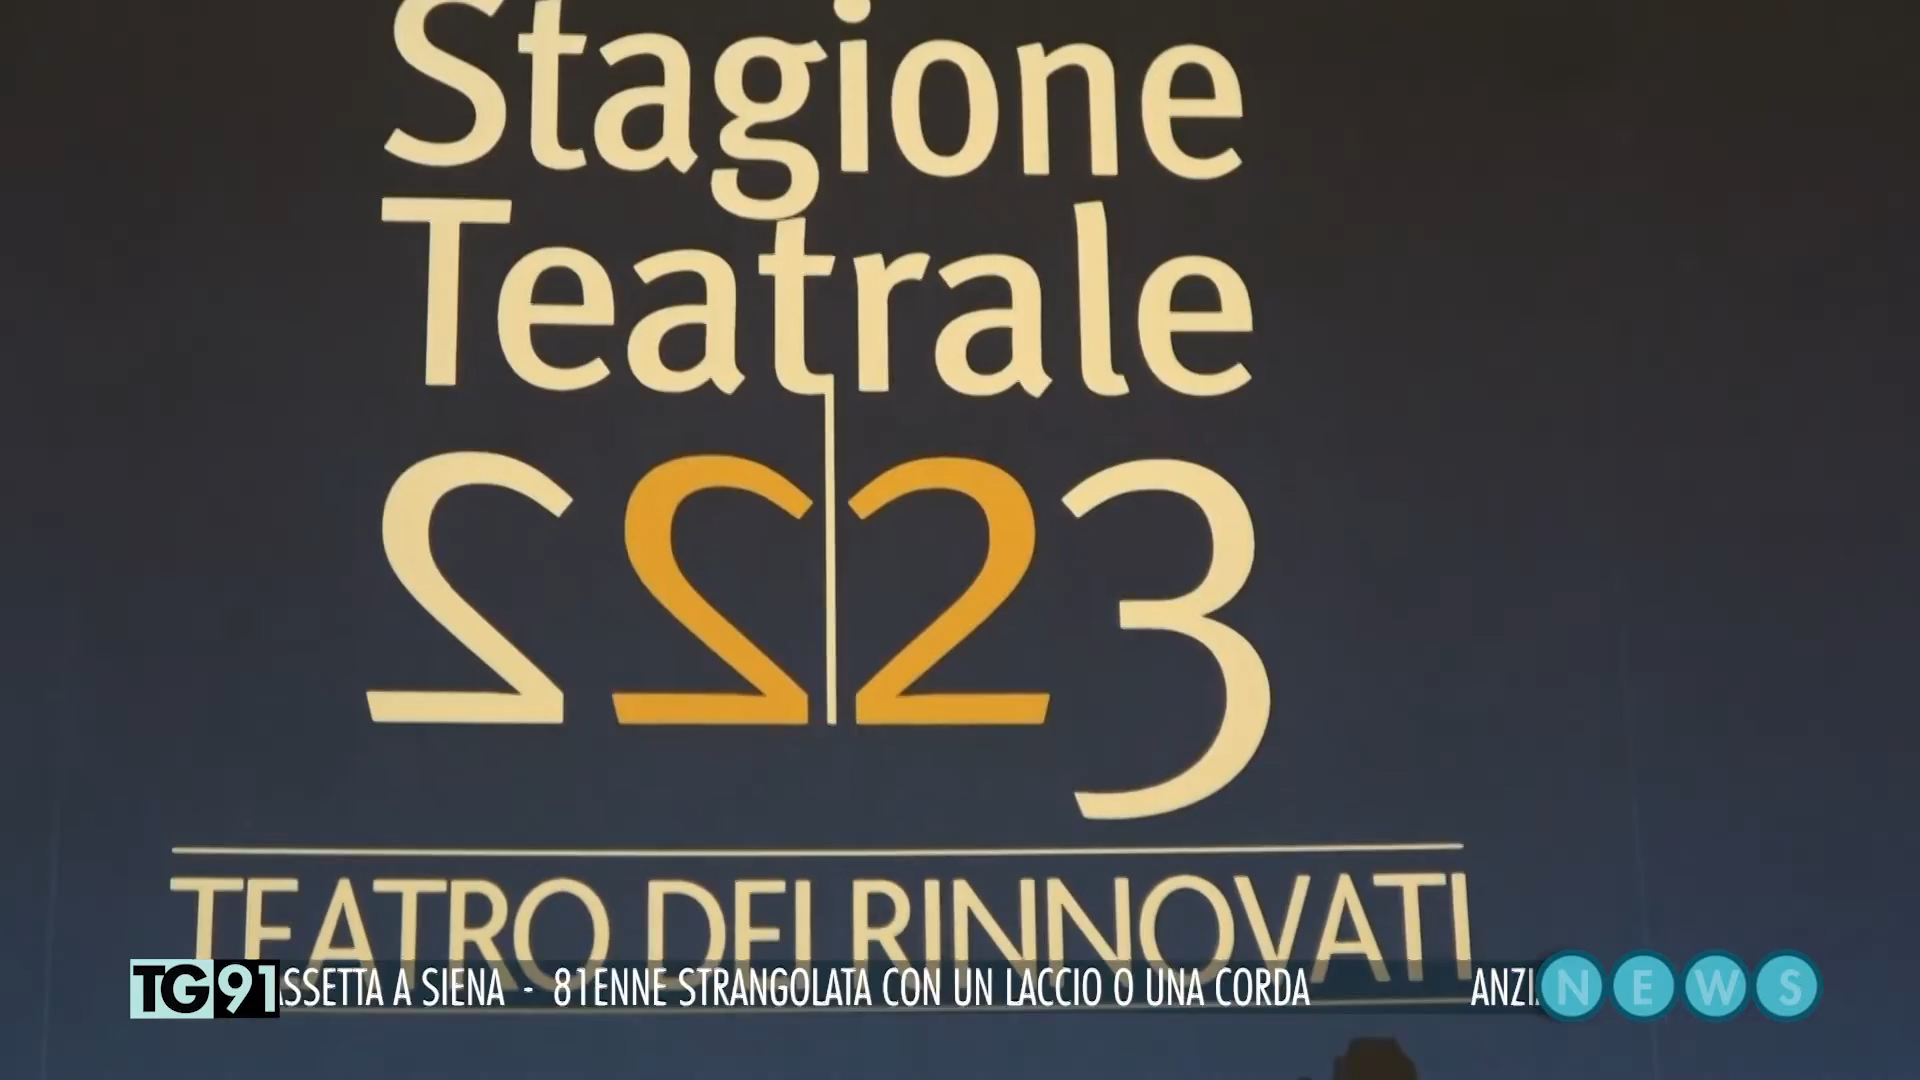 Stagione
Teatrale
2223
TEATRO DEI RINNOVATI
TG91 SSETTA A SIENA - 81ENNE STRANGOLATA CON UN LACCIO O UNA CORDA NEWS